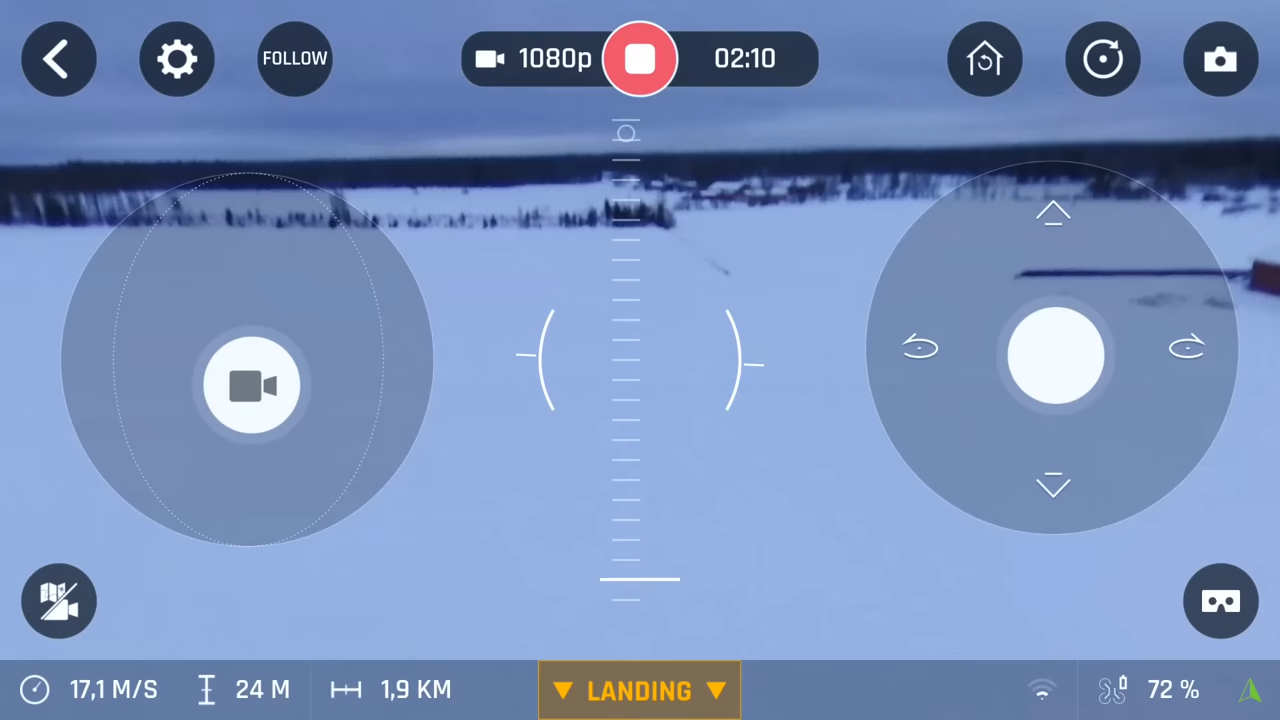 FOLLOW
1080p
02:10
17,1 M/S
24 M
1,9 KM
LANDING
72 %